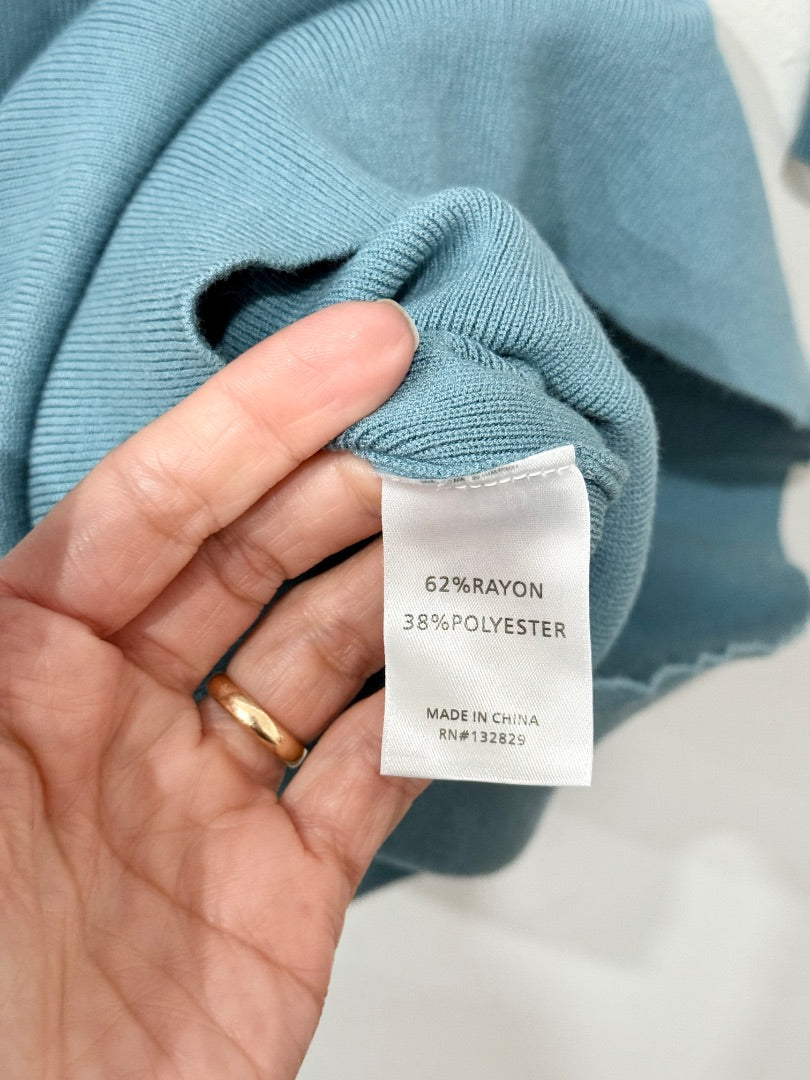 62%RAYON
38%POLYESTER
MADE IN CHINA
RN#132829